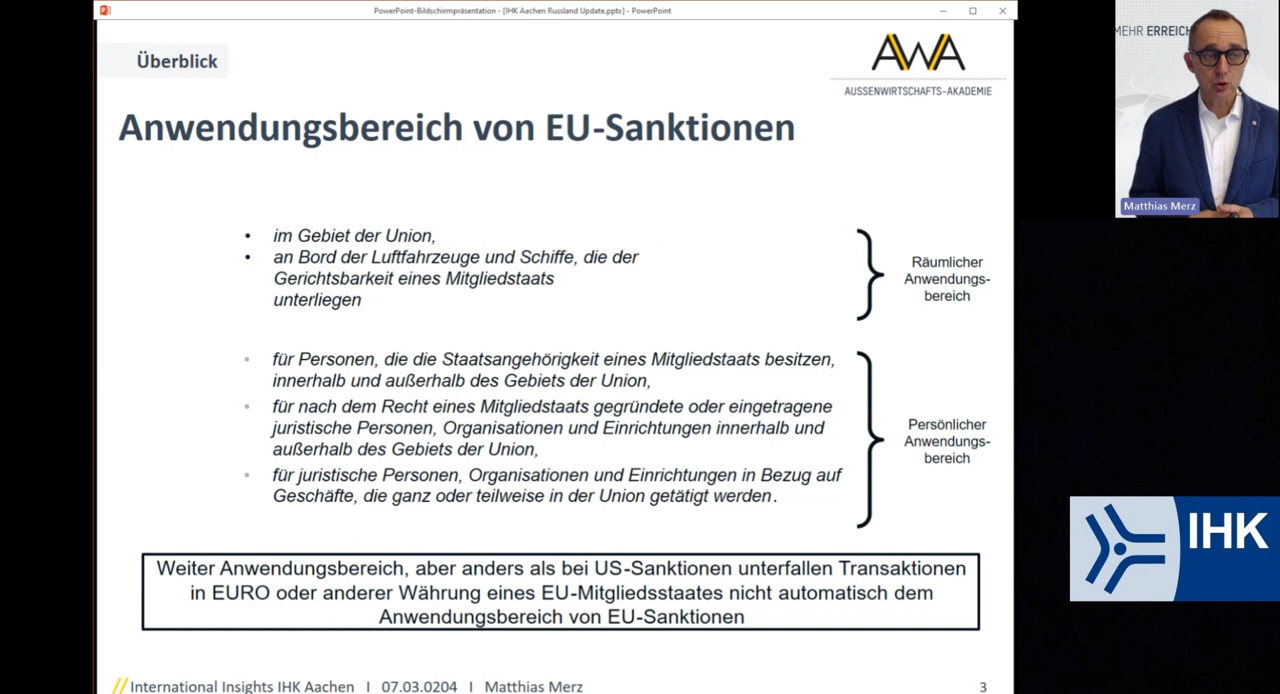 PowerPoint-Bildschirmpräsentation - [IHK Aachen Russland Update.pptx] - PowerPoint
Überblick
AWA
AUSSENWIRTSCHAFTS-AKADEMIE
Anwendungsbereich von EU-Sanktionen
• im Gebiet der Union,
• an Bord der Luftfahrzeuge und Schiffe, die der
Gerichtsbarkeit eines Mitgliedstaats
unterliegen
Räumlicher
Anwendungs-
bereich
• für Personen, die die Staatsangehörigkeit eines Mitgliedstaats besitzen,
innerhalb und außerhalb des Gebiets der Union,
• für nach dem Recht eines Mitgliedstaats gegründete oder eingetragene
juristische Personen, Organisationen und Einrichtungen innerhalb und
außerhalb des Gebiets der Union,
• für juristische Personen, Organisationen und Einrichtungen in Bezug auf
Geschäfte, die ganz oder teilweise in der Union getätigt werden.
Persönlicher
Anwendungs-
bereich
Weiter Anwendungsbereich, aber anders als bei US-Sanktionen unterfallen Transaktionen
in EURO oder anderer Währung eines EU-Mitgliedsstaates nicht automatisch dem
Anwendungsbereich von EU-Sanktionen
// International Insights IHK Aachen I 07.03.0204 I Matthias Merz
3
MEHR ERREICH
Matthias Merz
IHK